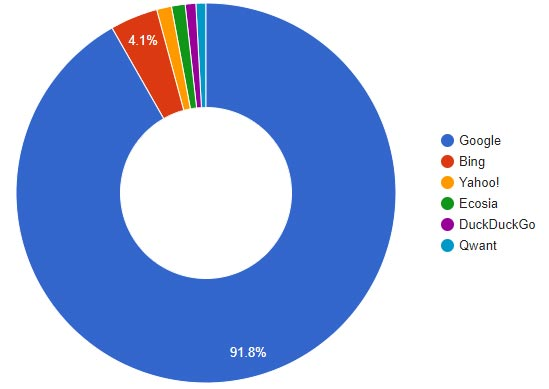 4.1%
Google
Bing
Yahoo!
Ecosia
DuckDuckGo
Qwant
91.8%